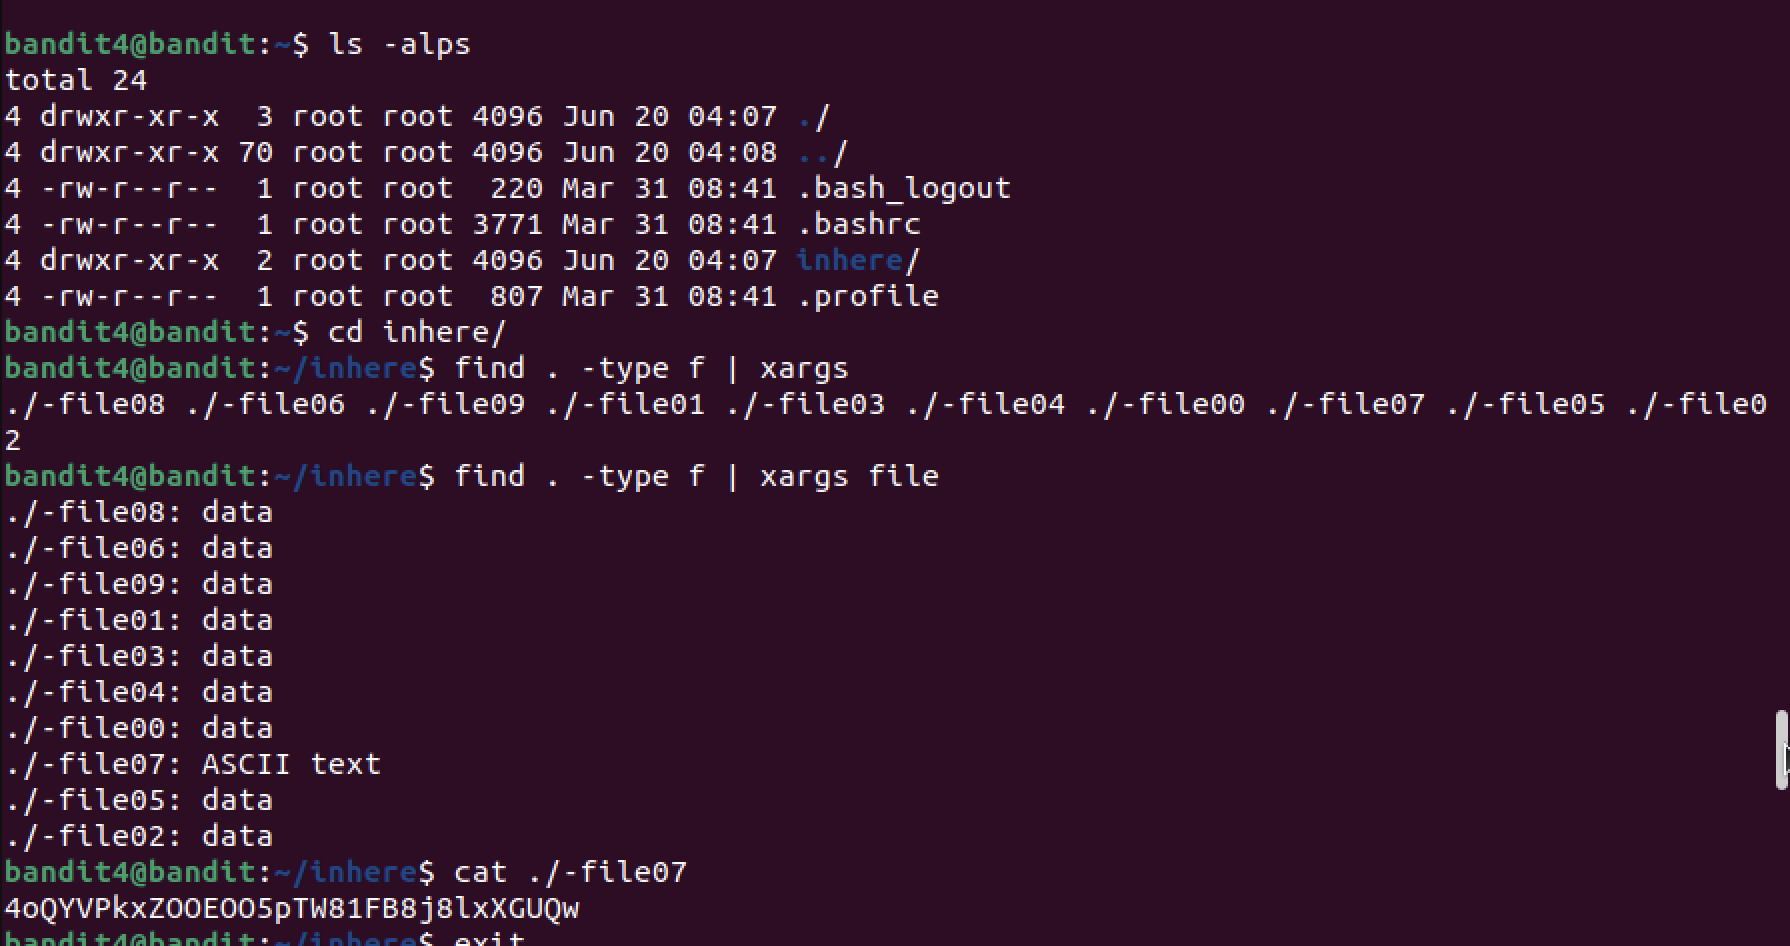 bandit4@bandit:~$ ls -alps
total 24
4 drwxr-xr-x  3 root root 4096 Jun 20 04:07 ./
4 drwxr-xr-x 70 root root 4096 Jun 20 04:08 ../
4 -rw-r--r--  1 root root  220 Mar 31 08:41 .bash_logout
4 -rw-r--r--  1 root root 3771 Mar 31 08:41 .bashrc
4 drwxr-xr-x  2 root root 4096 Jun 20 04:07 inhere/
4 -rw-r--r--  1 root root  807 Mar 31 08:41 .profile
bandit4@bandit:~$ cd inhere/
bandit4@bandit:~/inhere$ find . -type f | xargs
./-file08 ./-file06 ./-file09 ./-file01 ./-file03 ./-file04 ./-file00 ./-file07 ./-file05 ./-file0
2
bandit4@bandit:~/inhere$ find . -type f | xargs file
./-file08: data
./-file06: data
./-file09: data
./-file01: data
./-file03: data
./-file04: data
./-file00: data
./-file07: ASCII text
./-file05: data
./-file02: data
bandit4@bandit:~/inhere$ cat ./-file07
4oQYVPkxZOOEOO5pTW81FB8j8lxXGUQw
bandit4@bandit:~/inhere$ exit